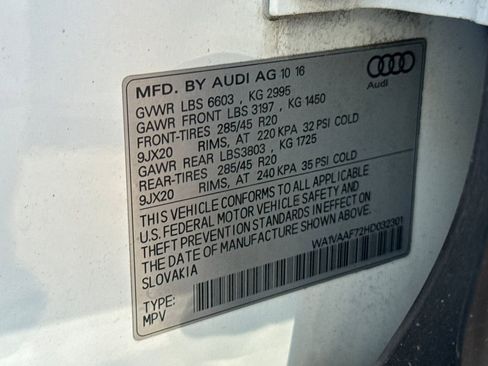 MFD. BY AUDI AG 10 16
Audi
GVWR LBS 6603 , KG 2995
GAWR FRONT LBS 3197 , KG 1450
FRONT-TIRES 285/45 R20
9JX20 RIMS, AT 220 KPA 32 PSI COLD
GAWR REAR LBS3803 , KG 1725
REAR-TIRES 285/45 R20
9JX20 RIMS, AT 240 KPA 35 PSI COLD
THIS VEHICLE CONFORMS TO ALL APPLICABLE
U.S. FEDERAL MOTOR VEHICLE SAFETY AND
THEFT PREVENTION STANDARDS IN EFFECT ON
THE DATE OF MANUFACTURE SHOWN ABOVE.
SLOVAKIA
WA1VAAF72HD032301
TYPE:
MPV